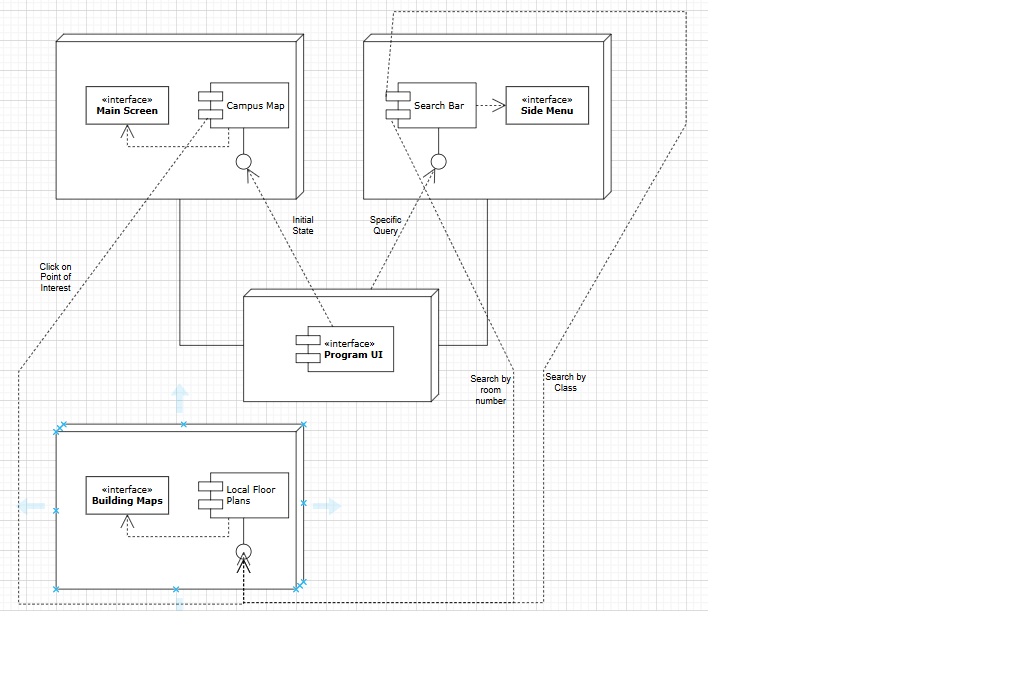 «interface»
Main Screen
Campus Map
Search Bar
«interface»
Side Menu
Initial
State
Specific
Query
Click on
Point of
Interest
«interface»
Program UI
Search by
room
number
Search by
Class
«interface»
Building Maps
Local Floor
Plans